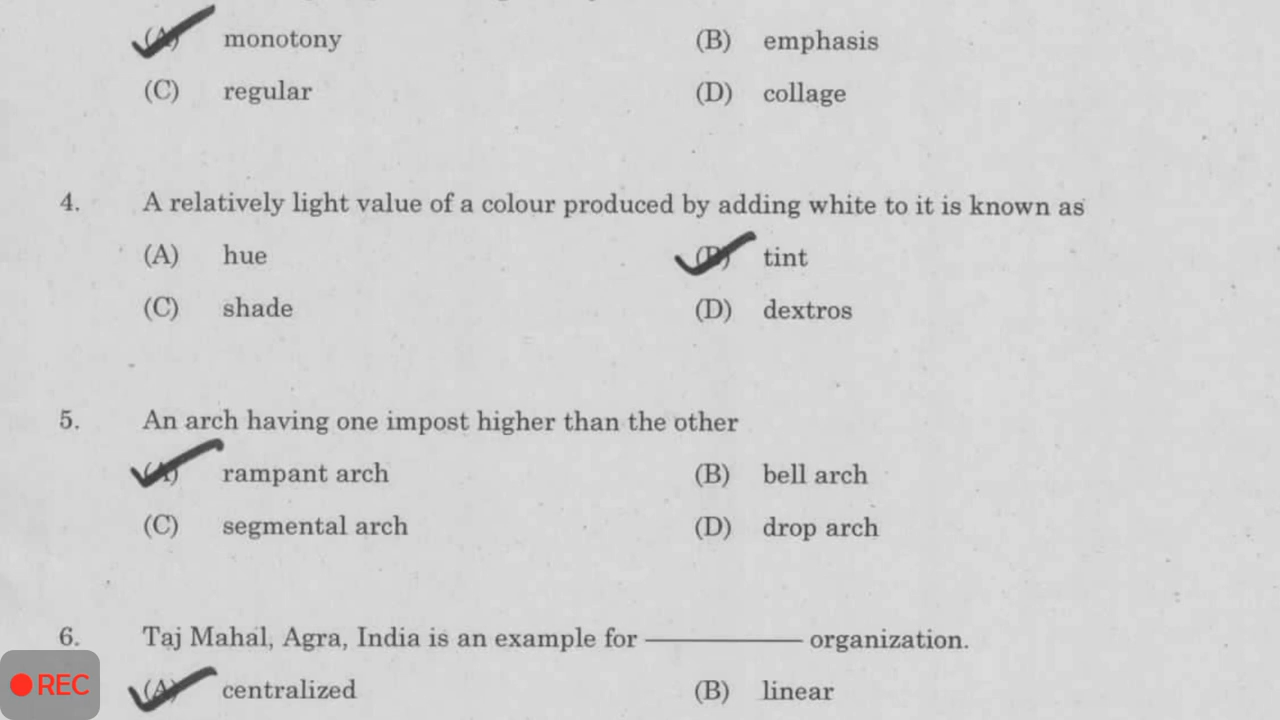 (A) monotony (B) emphasis
(C) regular (D) collage
4. A relatively light value of a colour produced by adding white to it is known as
(A) hue (B) tint
(C) shade (D) dextros
5. An arch having one impost higher than the other
(A) rampant arch (B) bell arch
(C) segmental arch (D) drop arch
6. Taj Mahal, Agra, India is an example for ———— organization.
REC
(A) centralized (B) linear